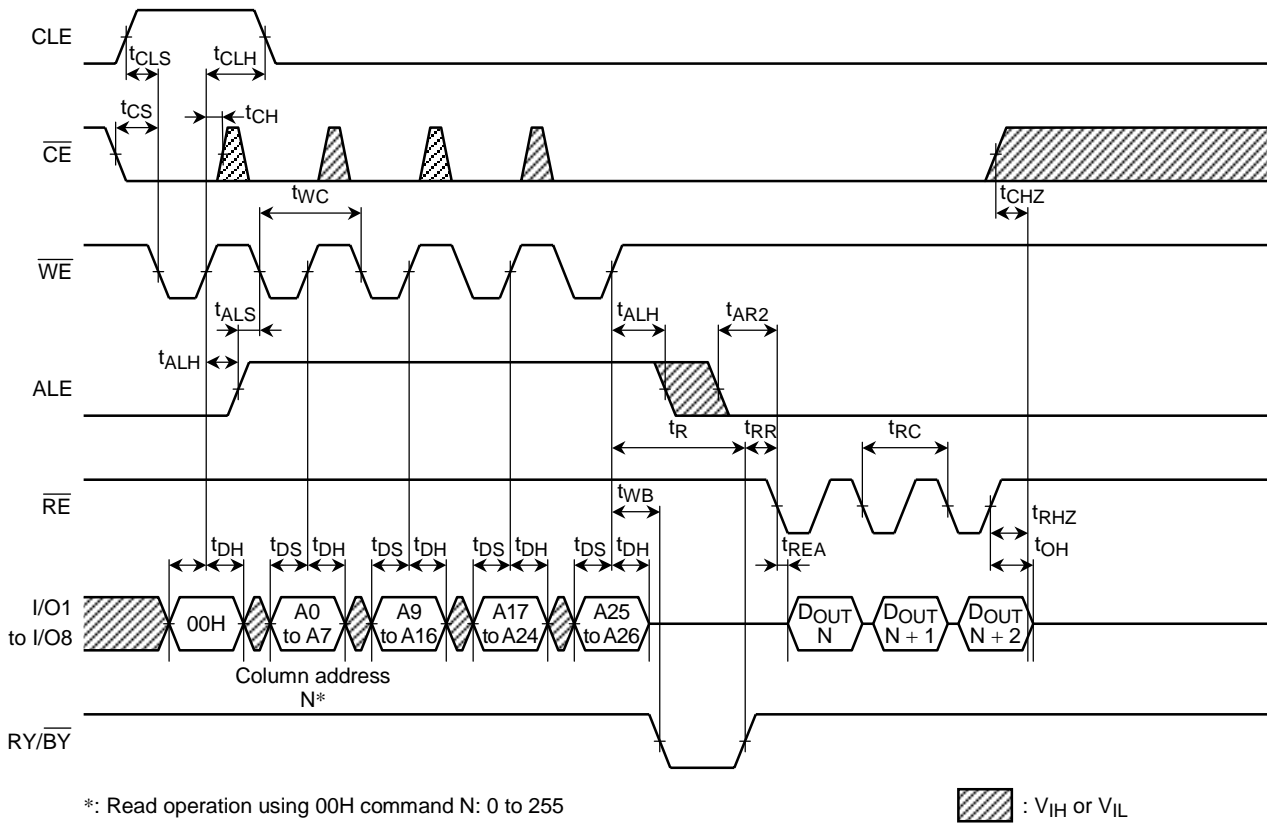 CLE
tCLS
tCLH
tCS
tCH
CE
tWC
tCHZ
WE
tALS
tALH
tAR2
tALH
ALE
tR
tRR
tRC
RE
tWB
tRHZ
tREA
tOH
tDH
tDS
tDH
tDS
tDH
tDS
tDH
tDS
tDH
I/O1
to I/O8
00H
A0
to A7
A9
to A16
A17
to A24
A25
to A26
DOUT
N
DOUT
N + 1
DOUT
N + 2
Column address
N*
RY/BY
*: Read operation using 00H command N: 0 to 255
: VIH or VIL